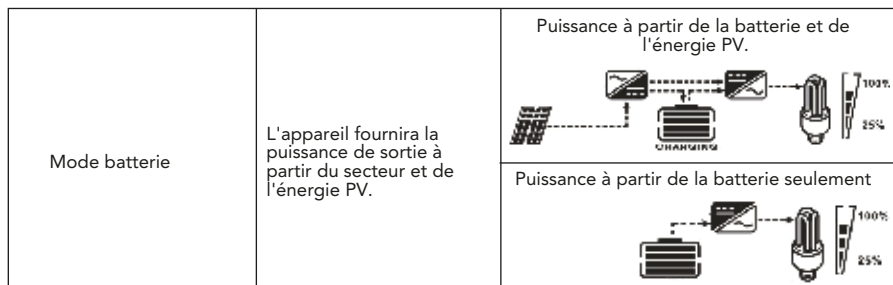 Mode batterie
L'appareil fournira la
puissance de sortie à
partir du secteur et de
l'énergie PV.
Puissance à partir de la batterie et de
l'énergie PV.
100%
25%
CHARGING
Puissance à partir de la batterie seulement
100%
25%